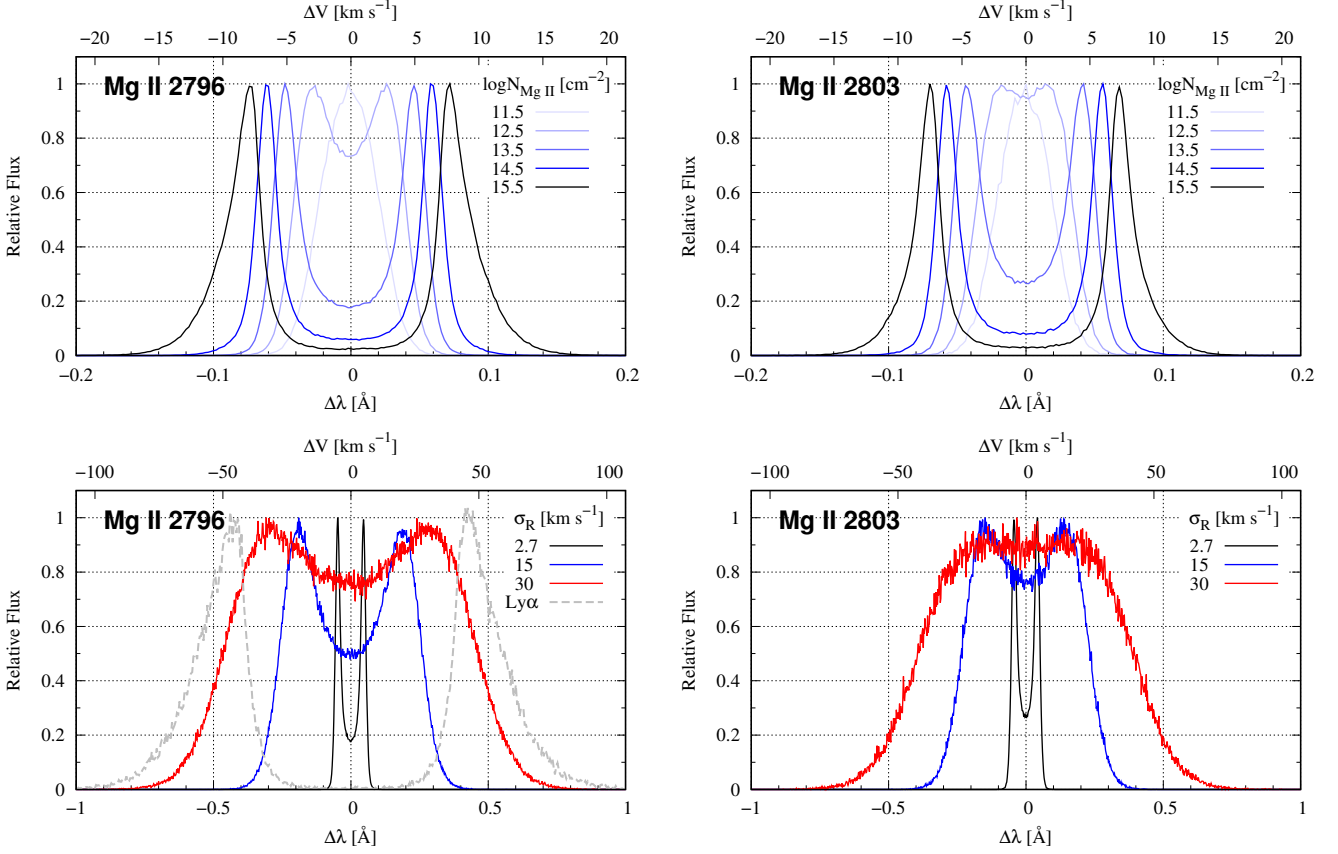 ΔV [km s⁻¹]
−20 −15 −10 −5 0 5 10 15 20
Mg II 2796
logN_Mg II [cm⁻²]
11.5
12.5
13.5
14.5
15.5
Relative Flux
1
0.8
0.6
0.4
0.2
0
−0.2 −0.1 0 0.1 0.2
Δλ [Å]
ΔV [km s⁻¹]
−20 −15 −10 −5 0 5 10 15 20
Mg II 2803
logN_Mg II [cm⁻²]
11.5
12.5
13.5
14.5
15.5
Relative Flux
1
0.8
0.6
0.4
0.2
0
−0.2 −0.1 0 0.1 0.2
Δλ [Å]
ΔV [km s⁻¹]
−100 −50 0 50 100
Mg II 2796
σ_R [km s⁻¹]
2.7
15
30
Lyα
Relative Flux
1
0.8
0.6
0.4
0.2
0
−1 −0.5 0 0.5 1
Δλ [Å]
ΔV [km s⁻¹]
−100 −50 0 50 100
Mg II 2803
σ_R [km s⁻¹]
2.7
15
30
Relative Flux
1
0.8
0.6
0.4
0.2
0
−1 −0.5 0 0.5 1
Δλ [Å]